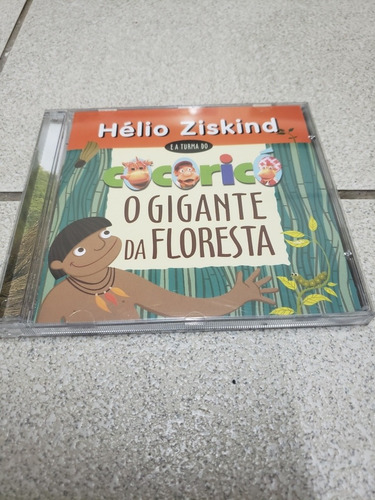 Hélio Ziskind
E A TURMA DO
cocoricó
O GIGANTE
DA FLORESTA